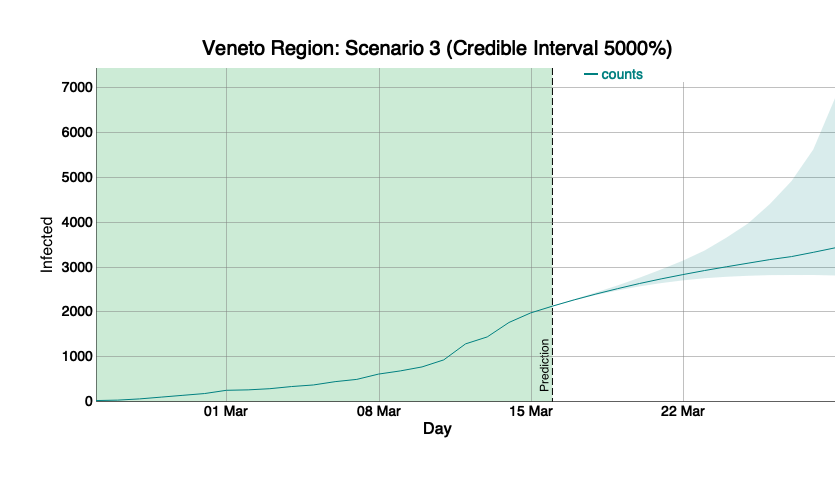 Veneto Region: Scenario 3 (Credible Interval 5000%)
counts
7000
6000
5000
4000
3000
2000
1000
0
Infected
Prediction
01 Mar
08 Mar
15 Mar
22 Mar
Day